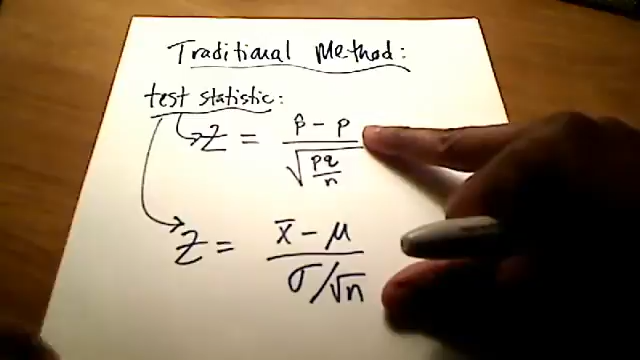 Traditional Method:
test statistic:
Z = p̂ - p / √(pq/n)
Z = x̄ - μ / σ/√n